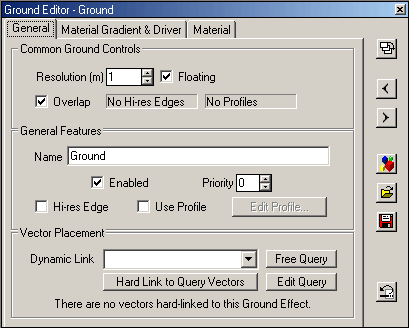 Ground Editor - Ground
General Material Gradient & Driver Material
Common Ground Controls
Resolution (m) 1 Floating
Overlap No Hi-res Edges No Profiles
General Features
Name Ground
Enabled Priority 0
Hi-res Edge Use Profile Edit Profile...
Vector Placement
Dynamic Link Free Query
Hard Link to Query Vectors Edit Query
There are no vectors hard-linked to this Ground Effect.